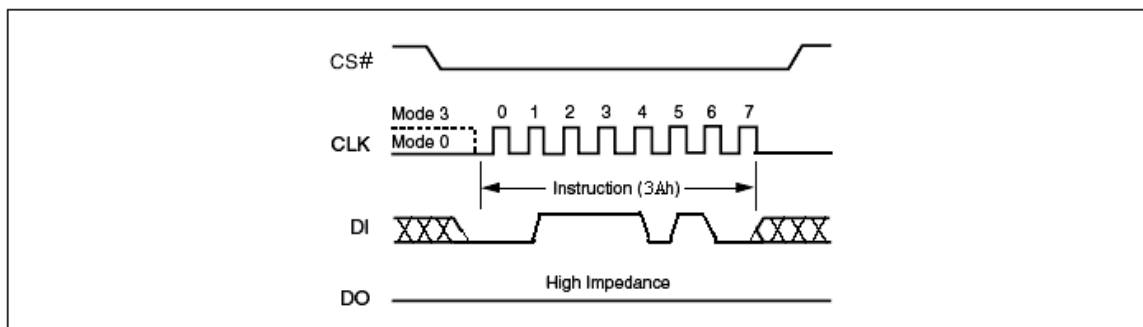 CS#
Mode 3
0 1 2 3 4 5 6 7
CLK
Mode 0
Instruction (3Ah)
DI
High Impedance
DO